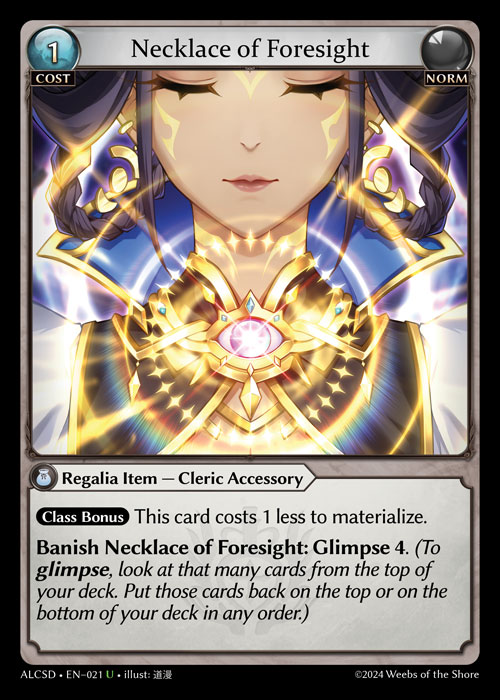 1
Necklace of Foresight
COST
NORM
Regalia Item — Cleric Accessory
Class Bonus This card costs 1 less to materialize.
Banish Necklace of Foresight: Glimpse 4. (To
glimpse, look at that many cards from the top of
your deck. Put those cards back on the top or on the
bottom of your deck in any order.)
ALCSD • EN–021 U • illust: 道漫
©2024 Weebs of the Shore